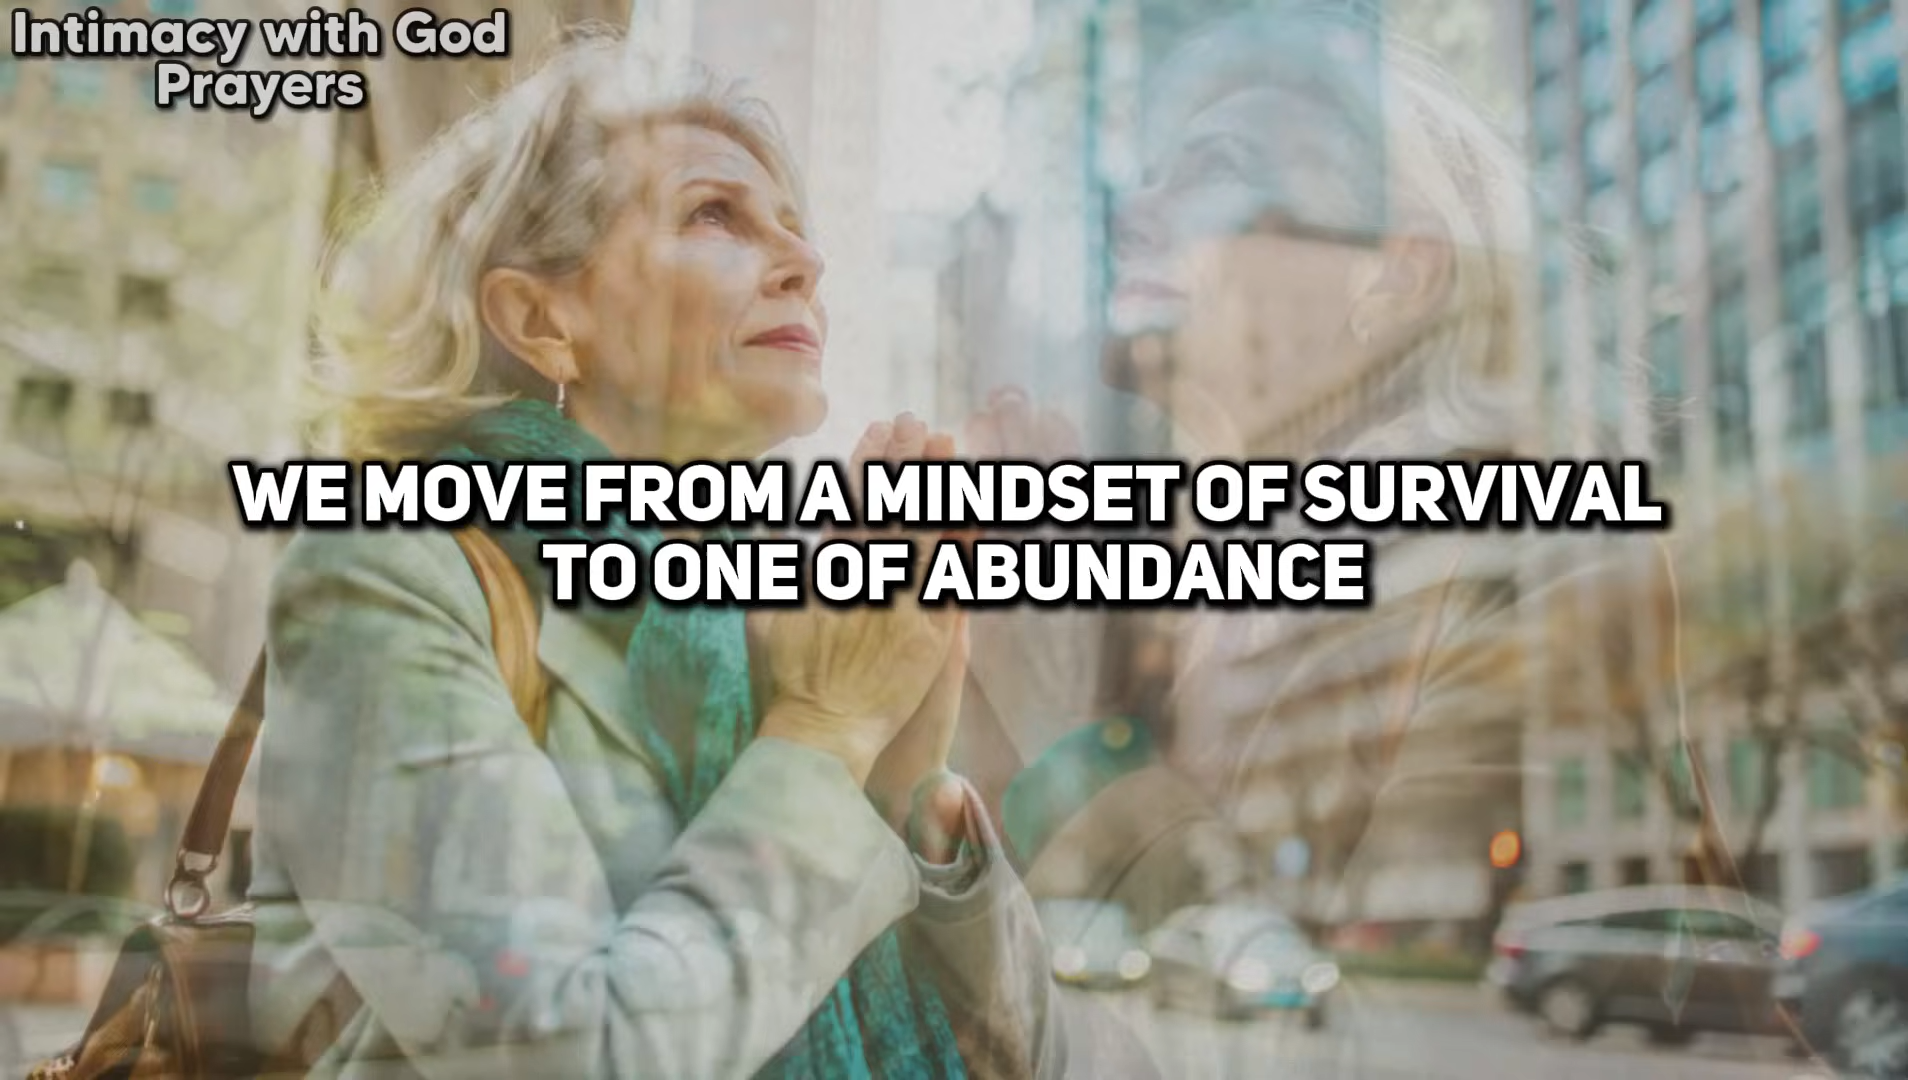 Intimacy with God
Prayers
WE MOVE FROM A MINDSET OF SURVIVAL
TO ONE OF ABUNDANCE